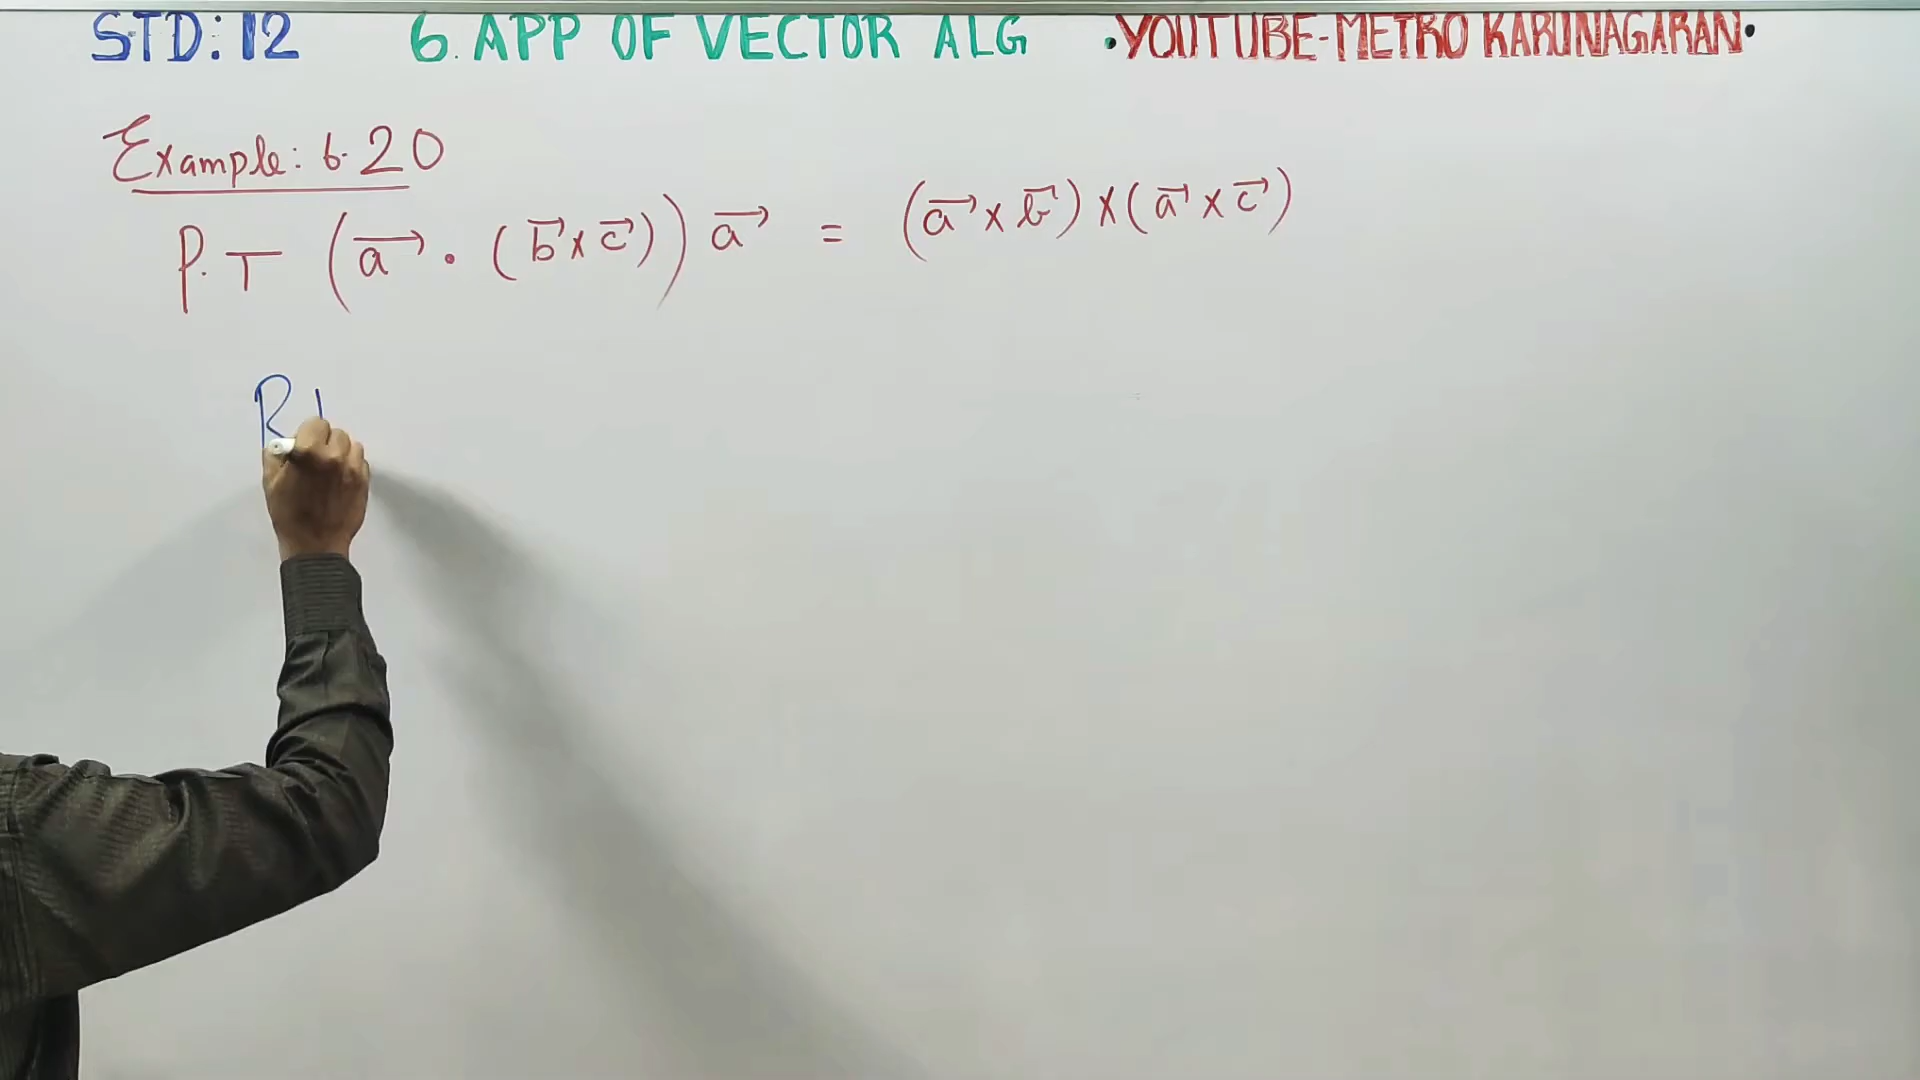 STD: 12 6. APP OF VECTOR ALG •YOUTUBE-METRO KARUNAGARAN•
Example: 6.20
P.T (a⃗ · (b⃗ × c⃗)) a⃗ = (a⃗ × b⃗) × (a⃗ × c⃗)
R